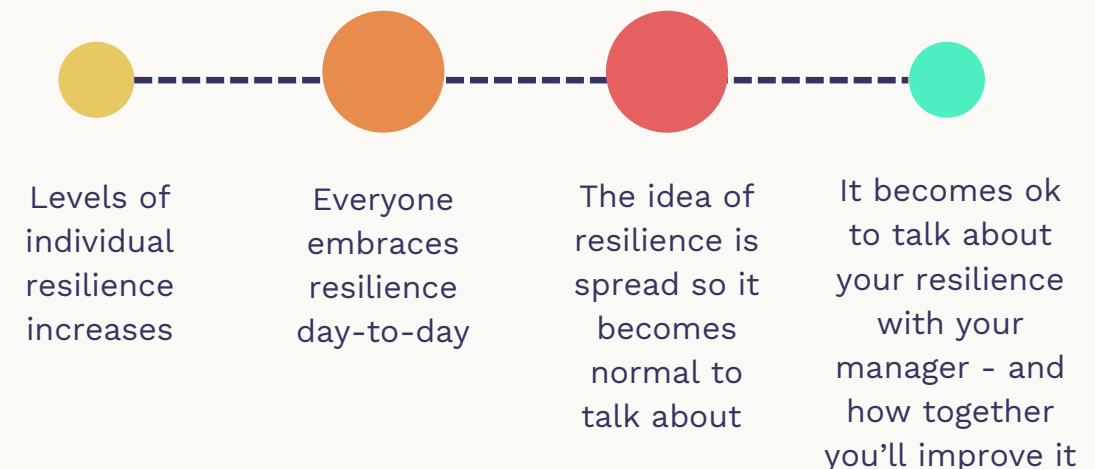 Levels of
individual
resilience
increases
Everyone
embraces
resilience
day-to-day
The idea of
resilience is
spread so it
becomes
normal to
talk about
It becomes ok
to talk about
your resilience
with your
manager - and
how together
you'll improve it